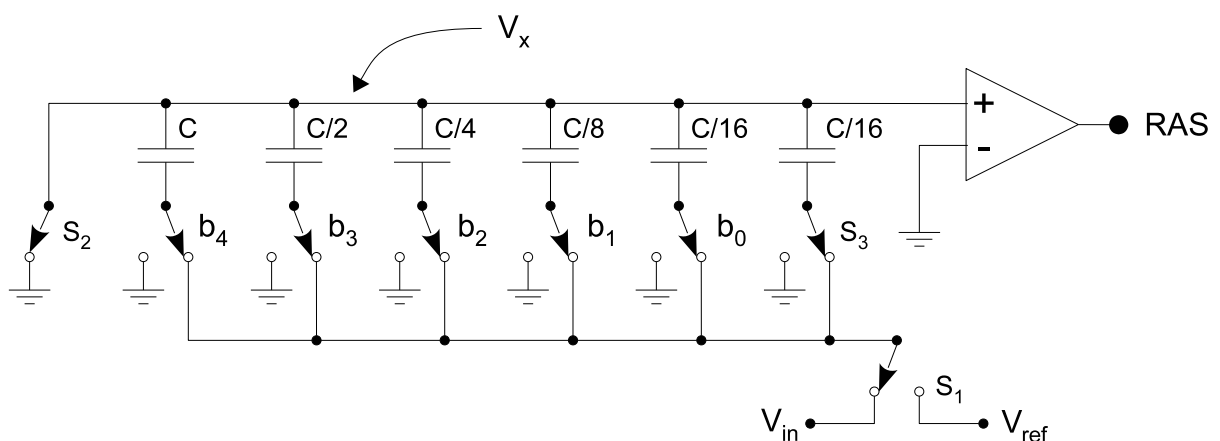 Vx
C
C/2
C/4
C/8
C/16
C/16
+
-
RAS
S2
b4
b3
b2
b1
b0
S3
S1
Vin
Vref